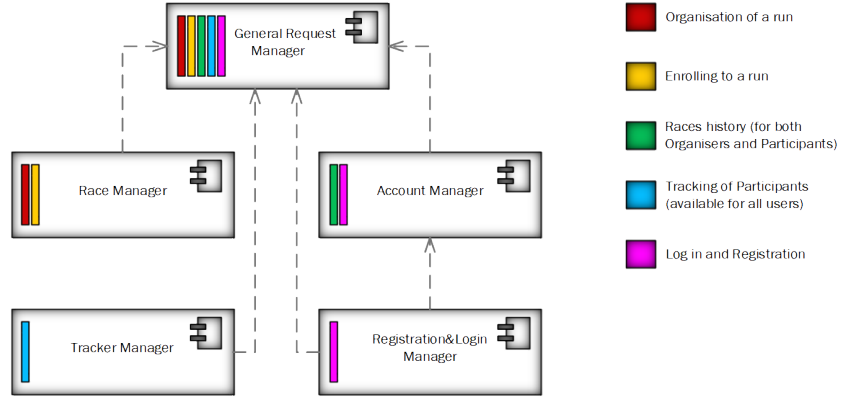 General Request
Manager
Race Manager
Account Manager
Tracker Manager
Registration&Login
Manager
Organisation of a run
Enrolling to a run
Races history (for both
Organisers and Participants)
Tracking of Participants
(available for all users)
Log in and Registration